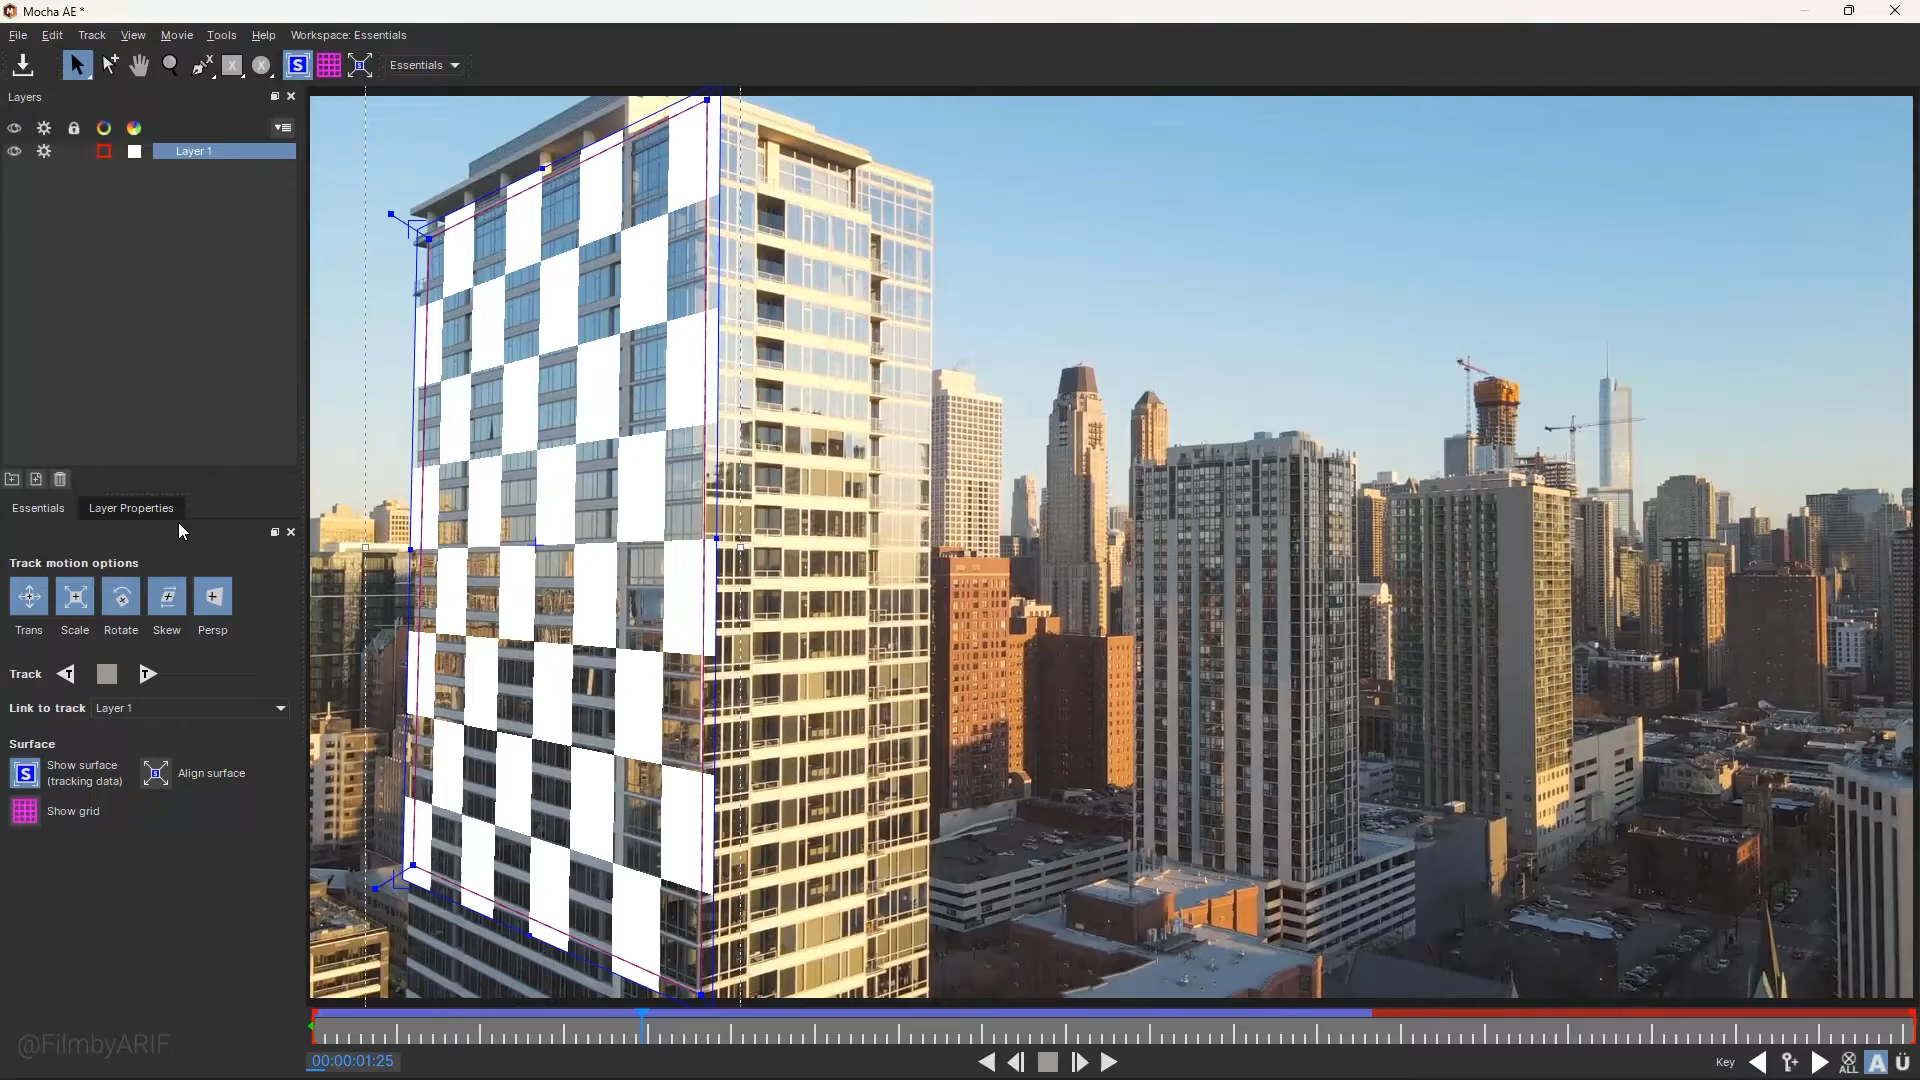 Mocha AE *
File Edit Track View Movie Tools Help Workspace: Essentials
S S Essentials
Layers
Layer 1
Essentials Layer Properties
Track motion options
Trans Scale Rotate Skew Persp
Track T T
Link to track Layer 1
Surface
S Show surface
(tracking data)
S Align surface
Show grid
@FilmbyARIF
00:00:01:25
Key ALL A Ü